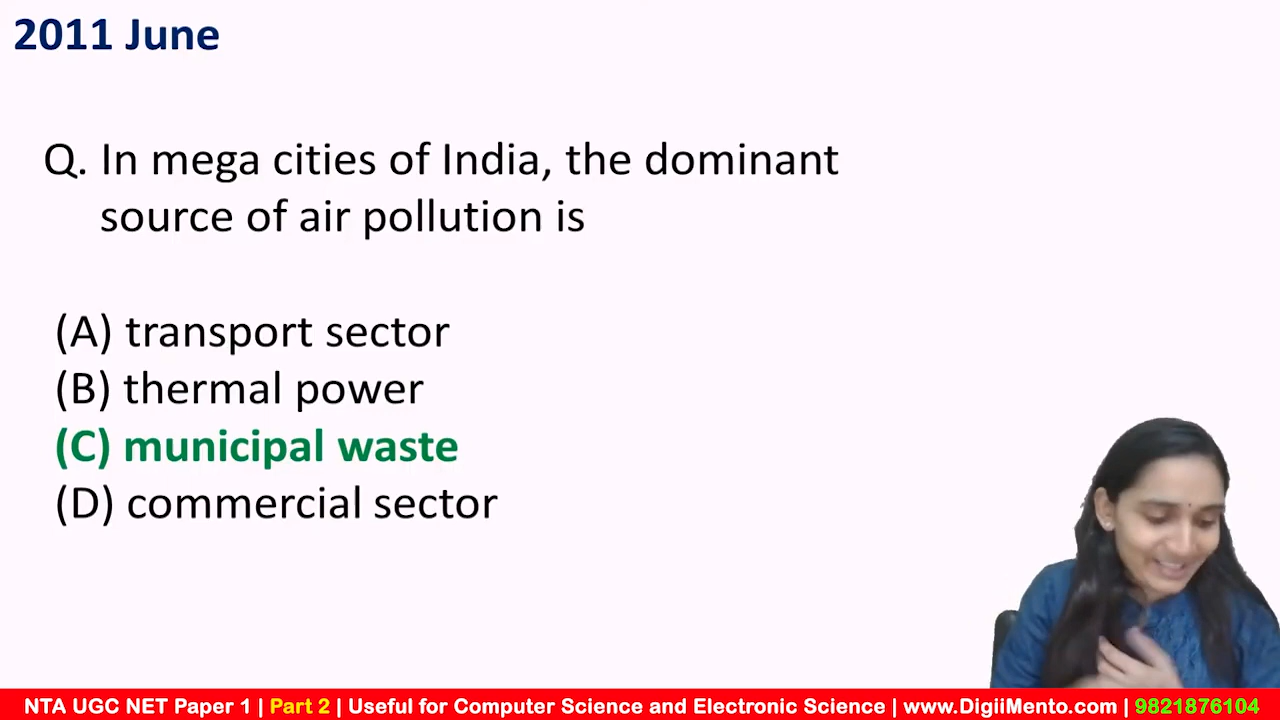 2011 June
Q. In mega cities of India, the dominant
source of air pollution is
(A) transport sector
(B) thermal power
(C) municipal waste
(D) commercial sector
NTA UGC NET Paper 1 | Part 2 | Useful for Computer Science and Electronic Science | www.DigiiMento.com | 9821876104